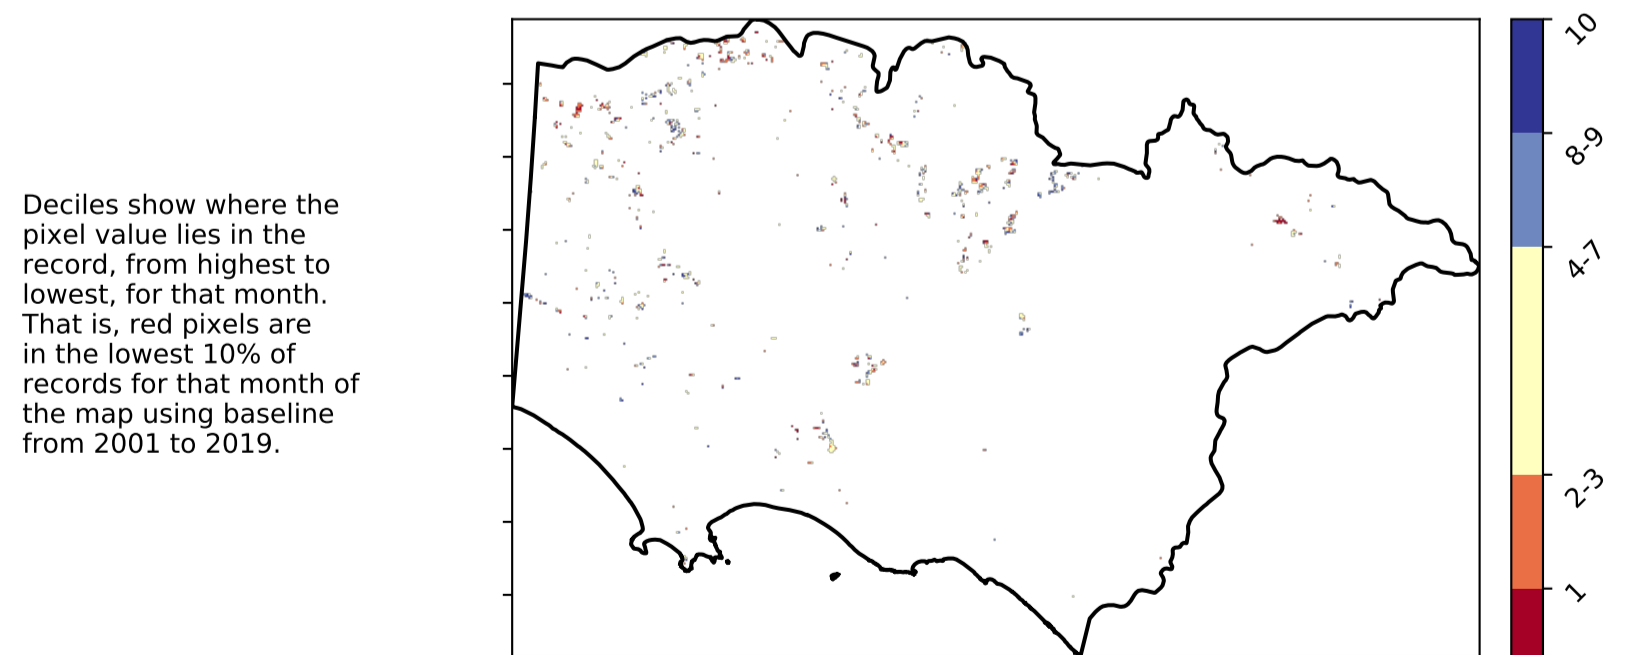 Deciles show where the
pixel value lies in the
record, from highest to
lowest, for that month.
That is, red pixels are
in the lowest 10% of
records for that month of
the map using baseline
from 2001 to 2019.
10
8-9
4-7
2-3
1